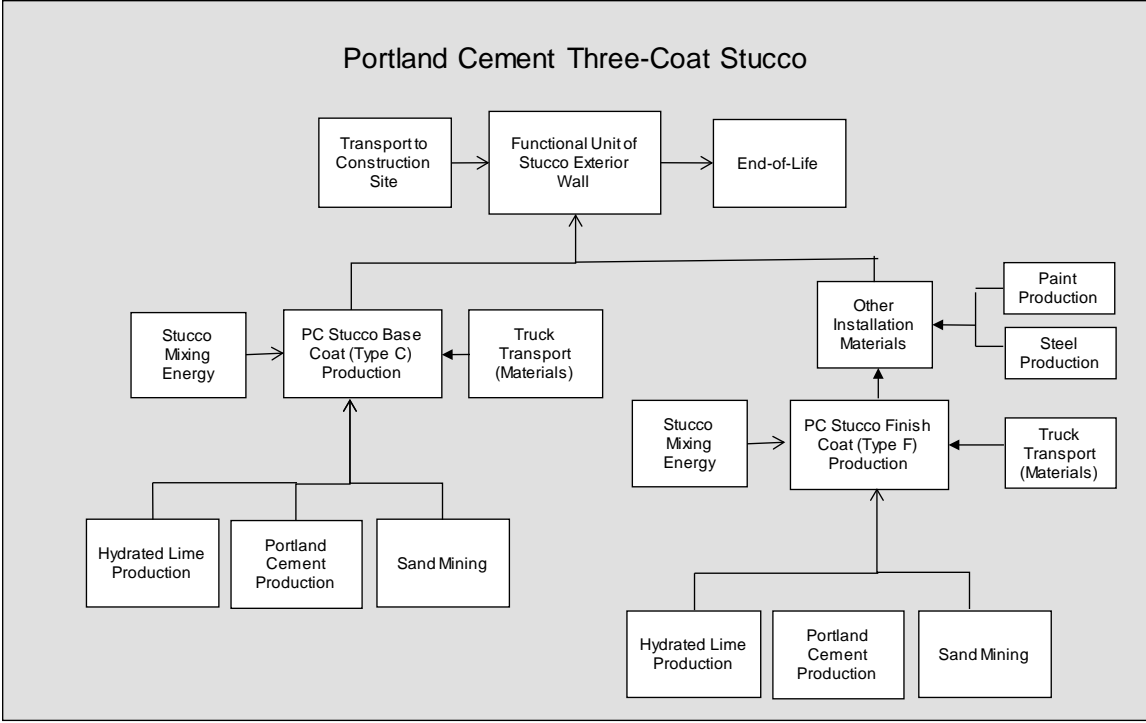 Portland Cement Three-Coat Stucco
Transport to
Construction
Site
Functional Unit of
Stucco Exterior
Wall
End-of-Life
Stucco
Mixing
Energy
PC Stucco Base
Coat (Type C)
Production
Truck
Transport
(Materials)
Other
Installation
Materials
Paint
Production
Steel
Production
Stucco
Mixing
Energy
PC Stucco Finish
Coat (Type F)
Production
Truck
Transport
(Materials)
Hydrated Lime
Production
Portland
Cement
Production
Sand Mining
Hydrated Lime
Production
Portland
Cement
Production
Sand Mining